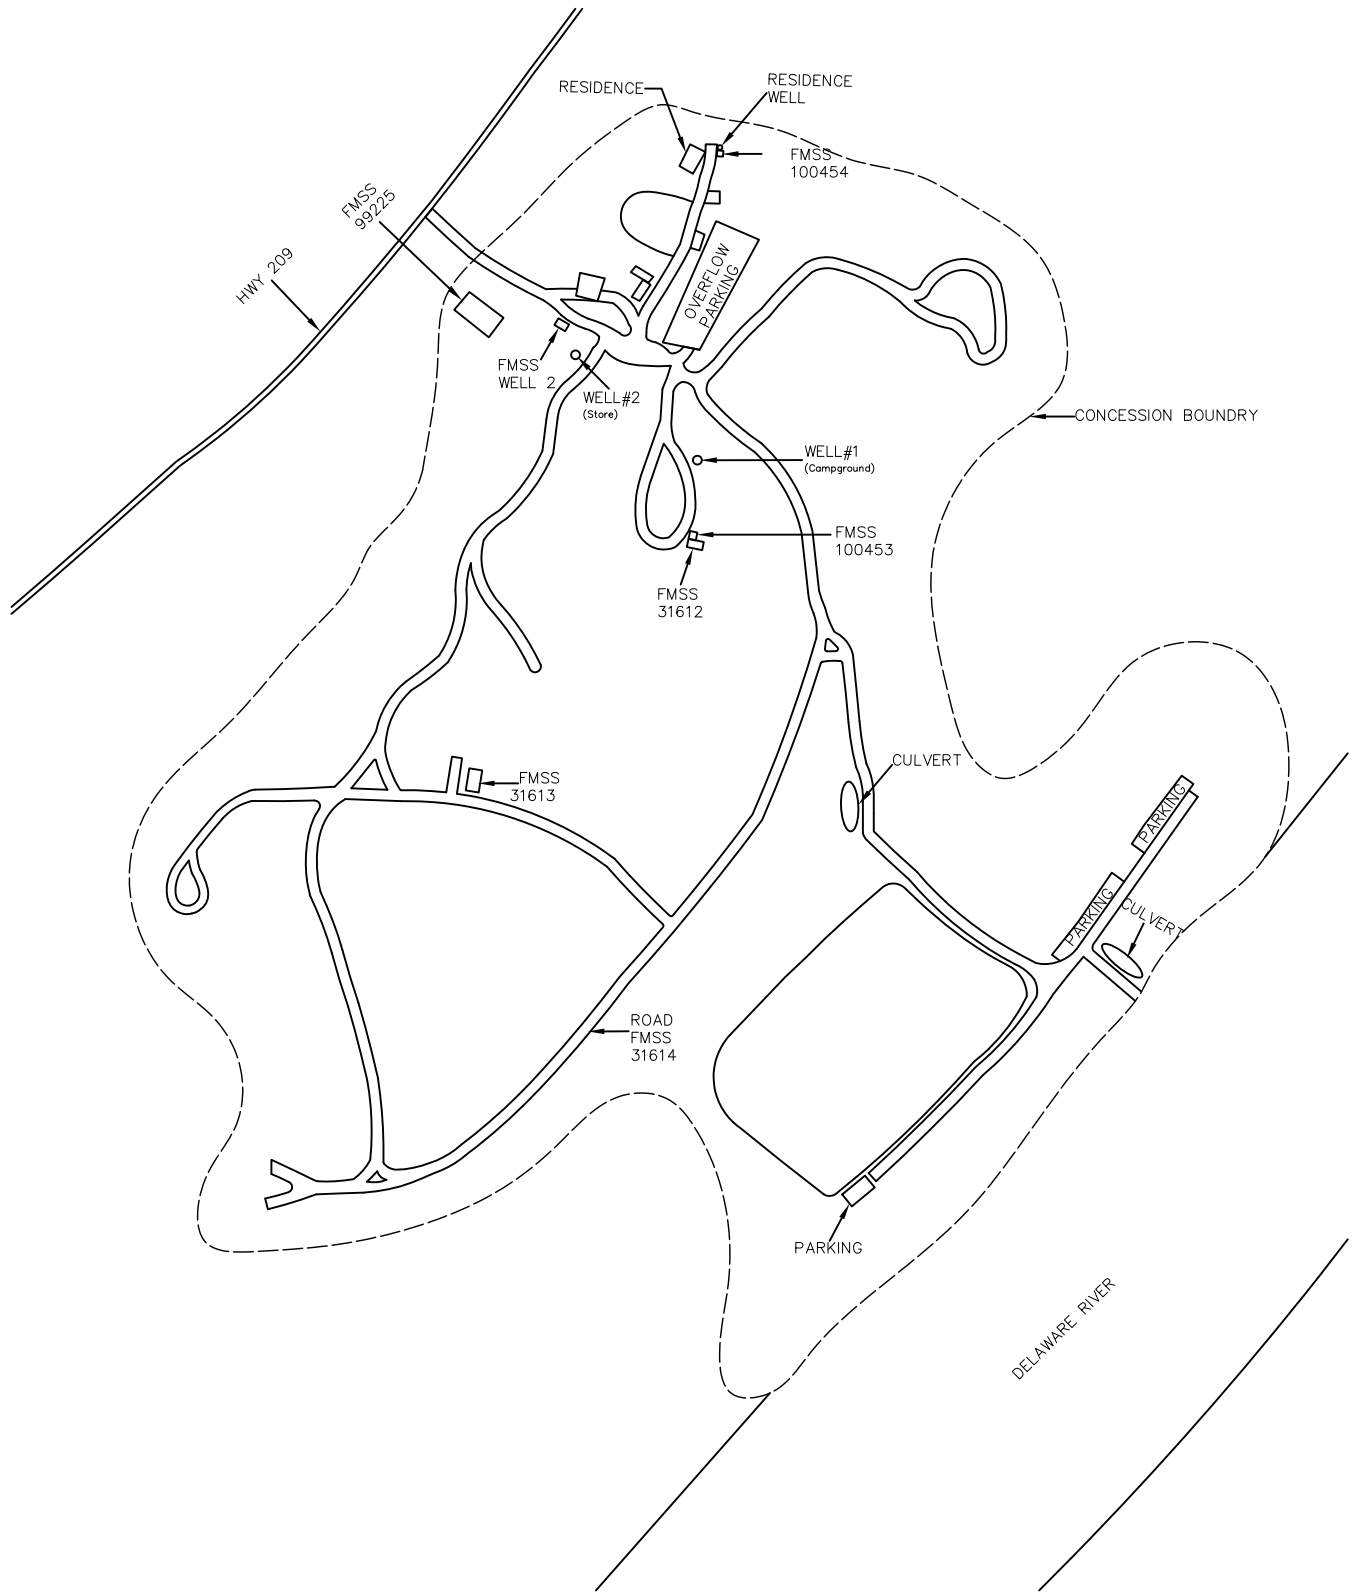 RESIDENCE
RESIDENCE
WELL
FMSS
100454
FMSS
99225
HWY 209
OVERFLOW
PARKING
FMSS
WELL 2
WELL#2
(Store)
CONCESSION BOUNDRY
WELL#1
(Campground)
FMSS
100453
FMSS
31612
CULVERT
FMSS
31613
PARKING
PARKING
CULVERT
ROAD
FMSS
31614
PARKING
DELAWARE RIVER